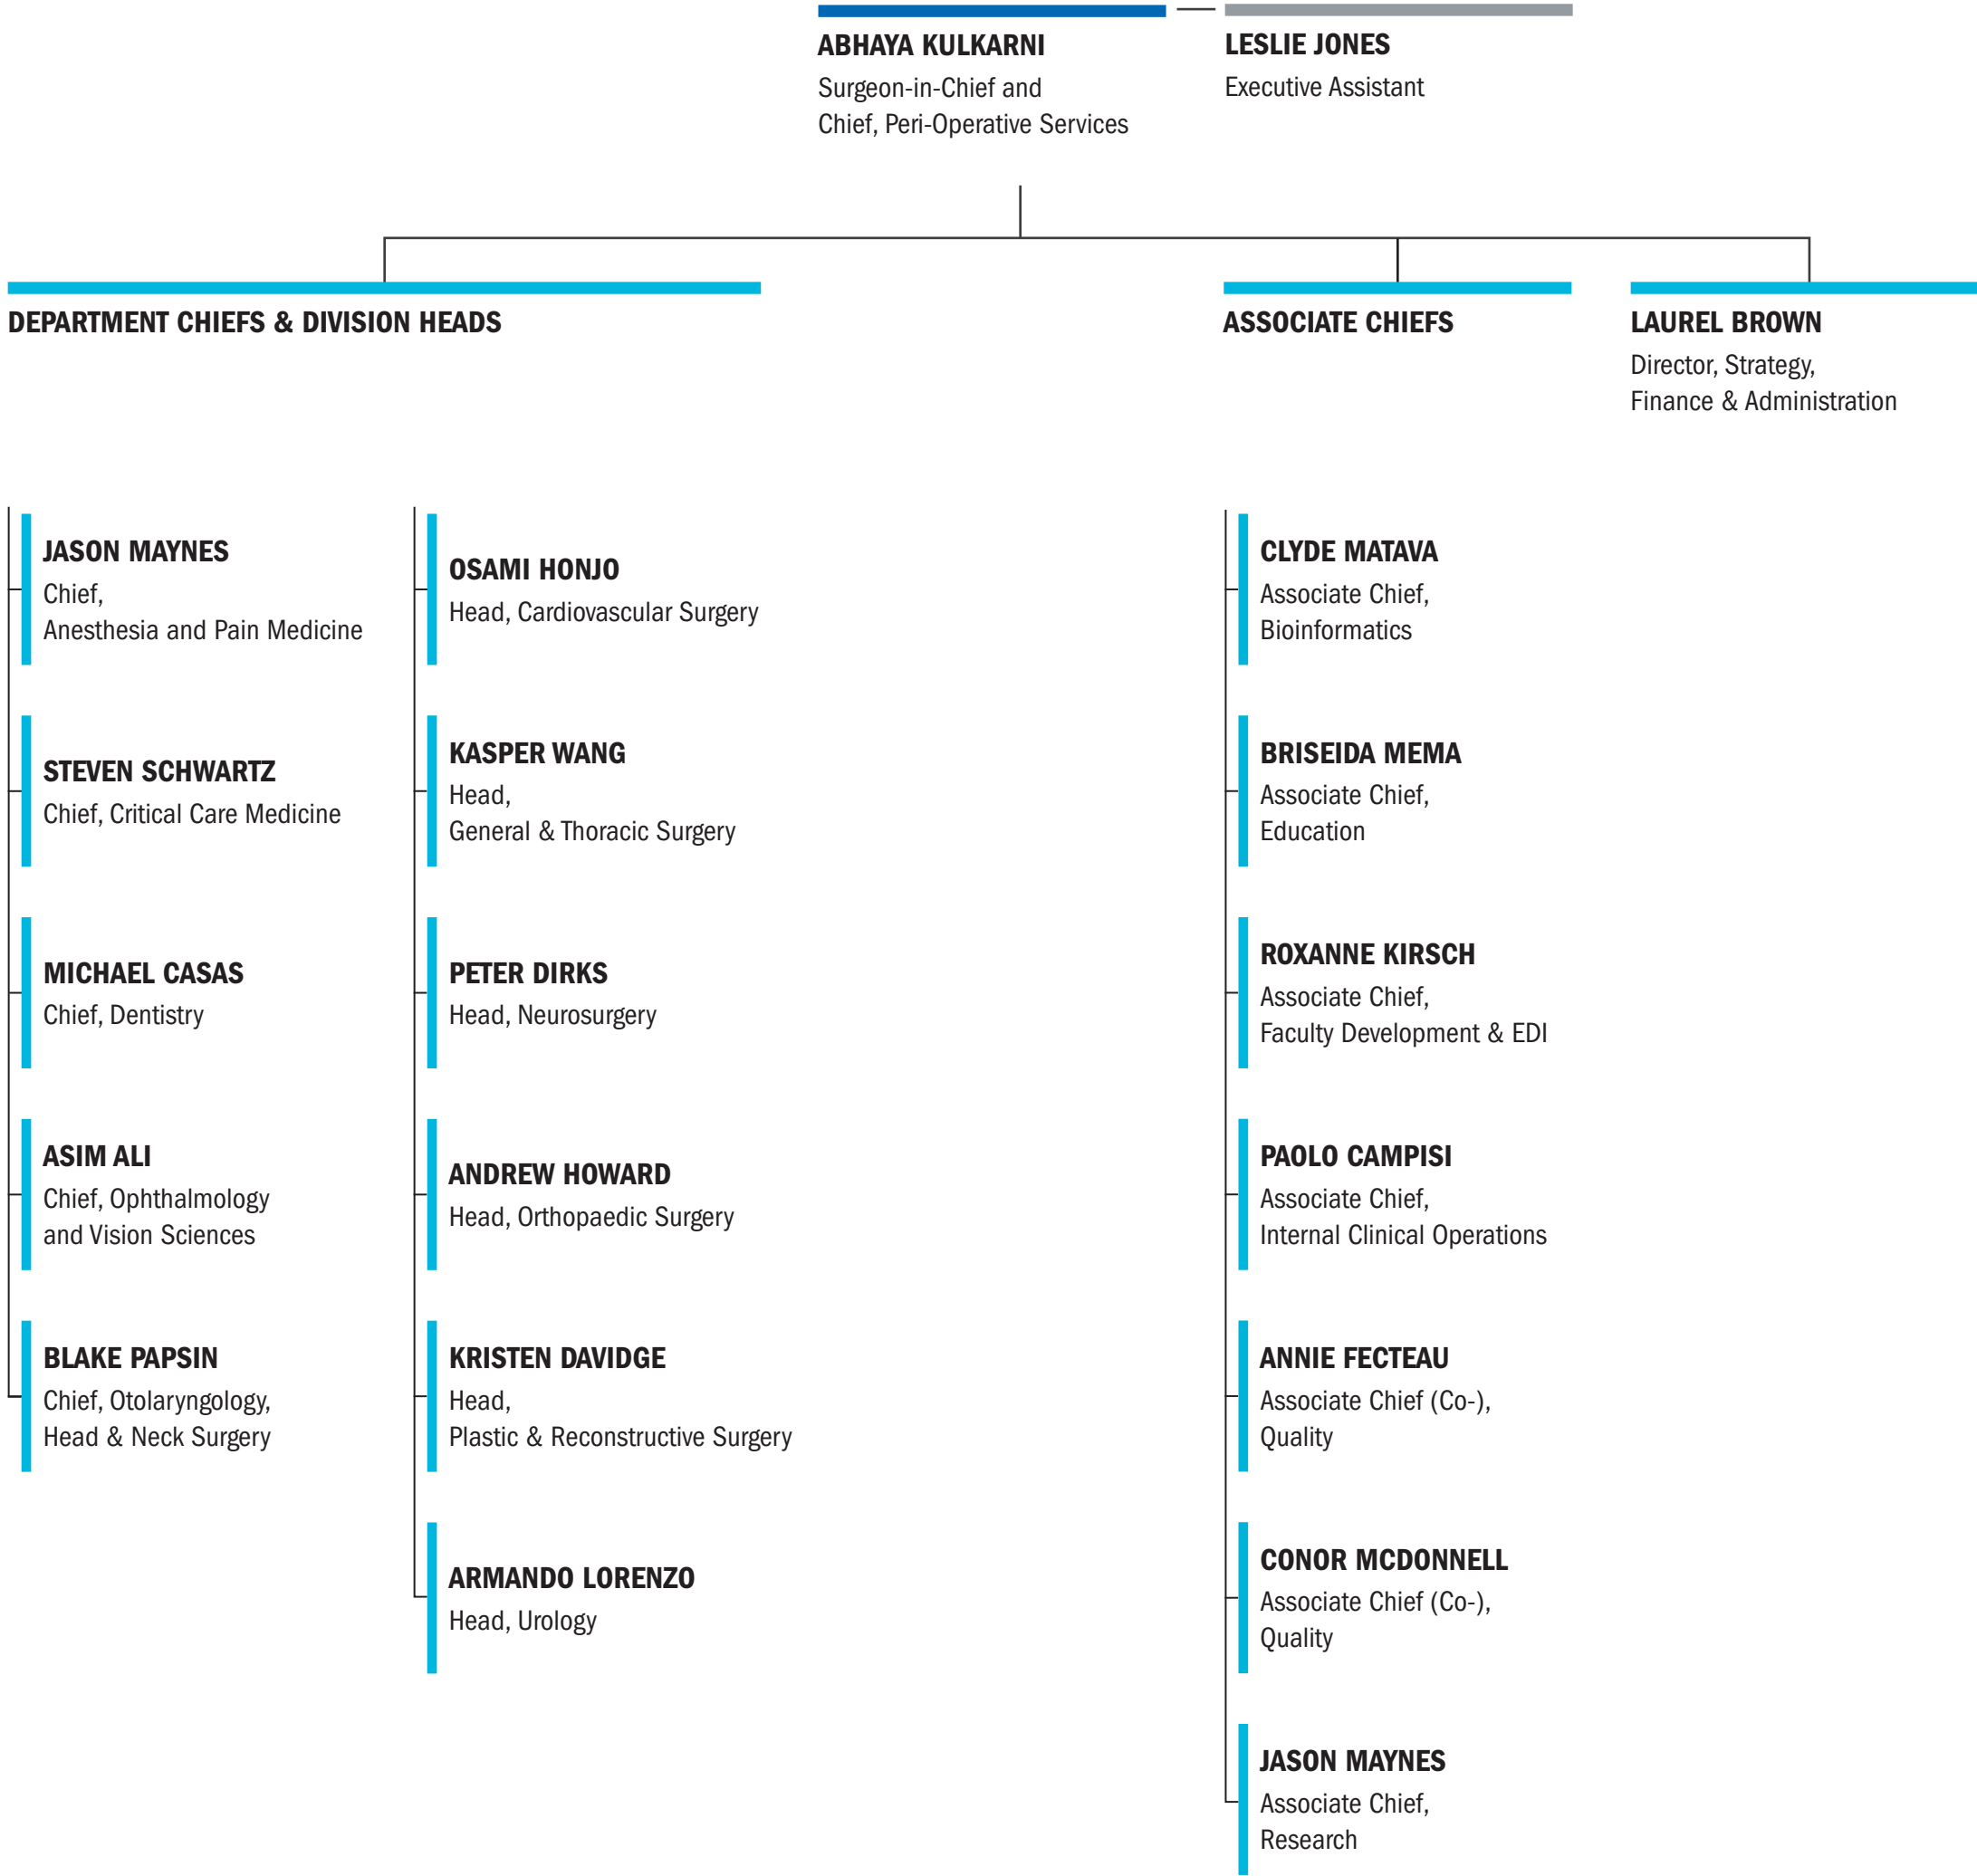 ABHAYA KULKARNI
Surgeon-in-Chief and
Chief, Peri-Operative Services
LESLIE JONES
Executive Assistant
DEPARTMENT CHIEFS & DIVISION HEADS
ASSOCIATE CHIEFS
LAUREL BROWN
Director, Strategy,
Finance & Administration
JASON MAYNES
Chief,
Anesthesia and Pain Medicine
STEVEN SCHWARTZ
Chief, Critical Care Medicine
MICHAEL CASAS
Chief, Dentistry
ASIM ALI
Chief, Ophthalmology
and Vision Sciences
BLAKE PAPSIN
Chief, Otolaryngology,
Head & Neck Surgery
OSAMI HONJO
Head, Cardiovascular Surgery
KASPER WANG
Head,
General & Thoracic Surgery
PETER DIRKS
Head, Neurosurgery
ANDREW HOWARD
Head, Orthopaedic Surgery
KRISTEN DAVIDGE
Head,
Plastic & Reconstructive Surgery
ARMANDO LORENZO
Head, Urology
CLYDE MATAVA
Associate Chief,
Bioinformatics
BRISEIDA MEMA
Associate Chief,
Education
ROXANNE KIRSCH
Associate Chief,
Faculty Development & EDI
PAOLO CAMPISI
Associate Chief,
Internal Clinical Operations
ANNIE FECTEAU
Associate Chief (Co-),
Quality
CONOR MCDONNELL
Associate Chief (Co-),
Quality
JASON MAYNES
Associate Chief,
Research